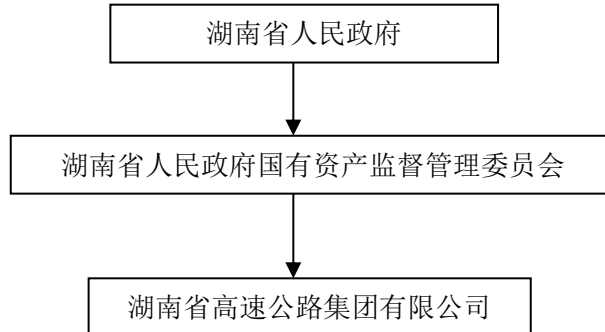 湖南省人民政府
湖南省人民政府国有资产监督管理委员会
湖南省高速公路集团有限公司